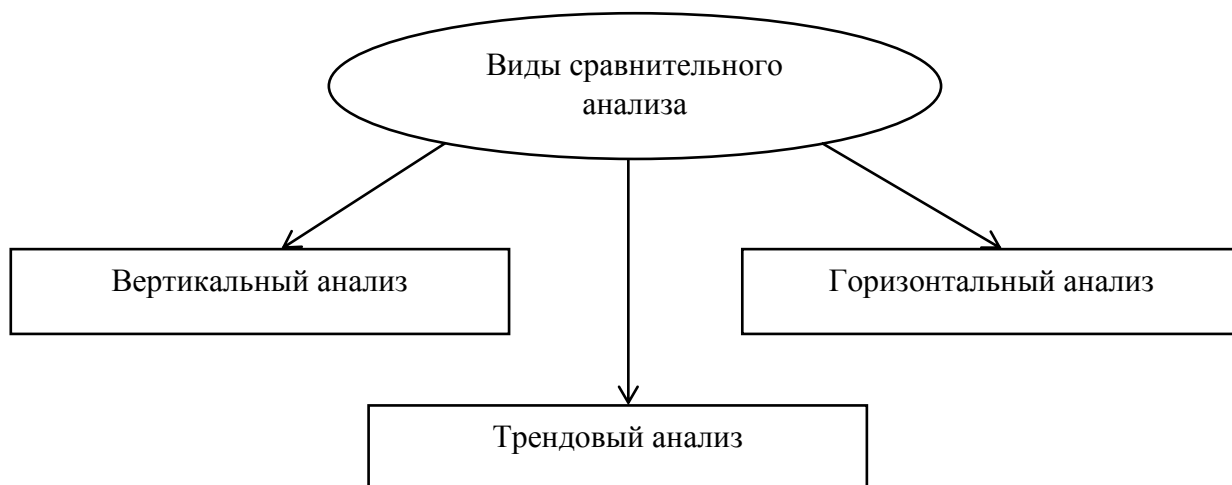 Виды сравнительного
анализа
Вертикальный анализ
Горизонтальный анализ
Трендовый анализ